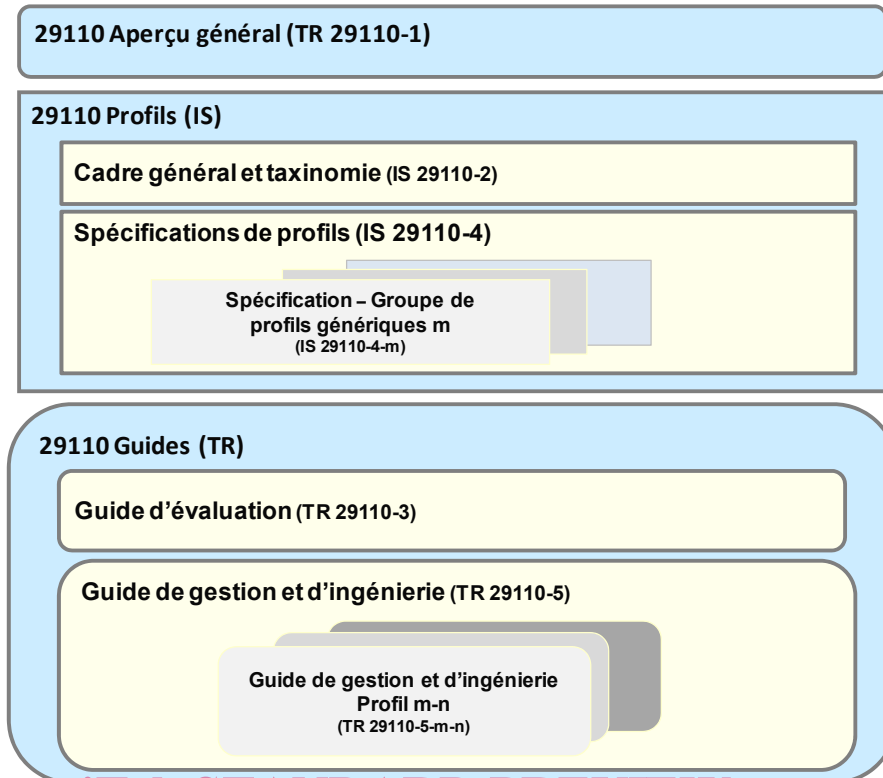 29110 Aperçu général (TR 29110-1)
29110 Profils (IS)
Cadre général et taxinomie (IS 29110-2)
Spécifications de profils (IS 29110-4)
Spécification – Groupe de
profils génériques m
(IS 29110-4-m)
29110 Guides (TR)
Guide d'évaluation (TR 29110-3)
Guide de gestion et d'ingénierie (TR 29110-5)
Guide de gestion et d'ingénierie
Profil m-n
(TR 29110-5-m-n)